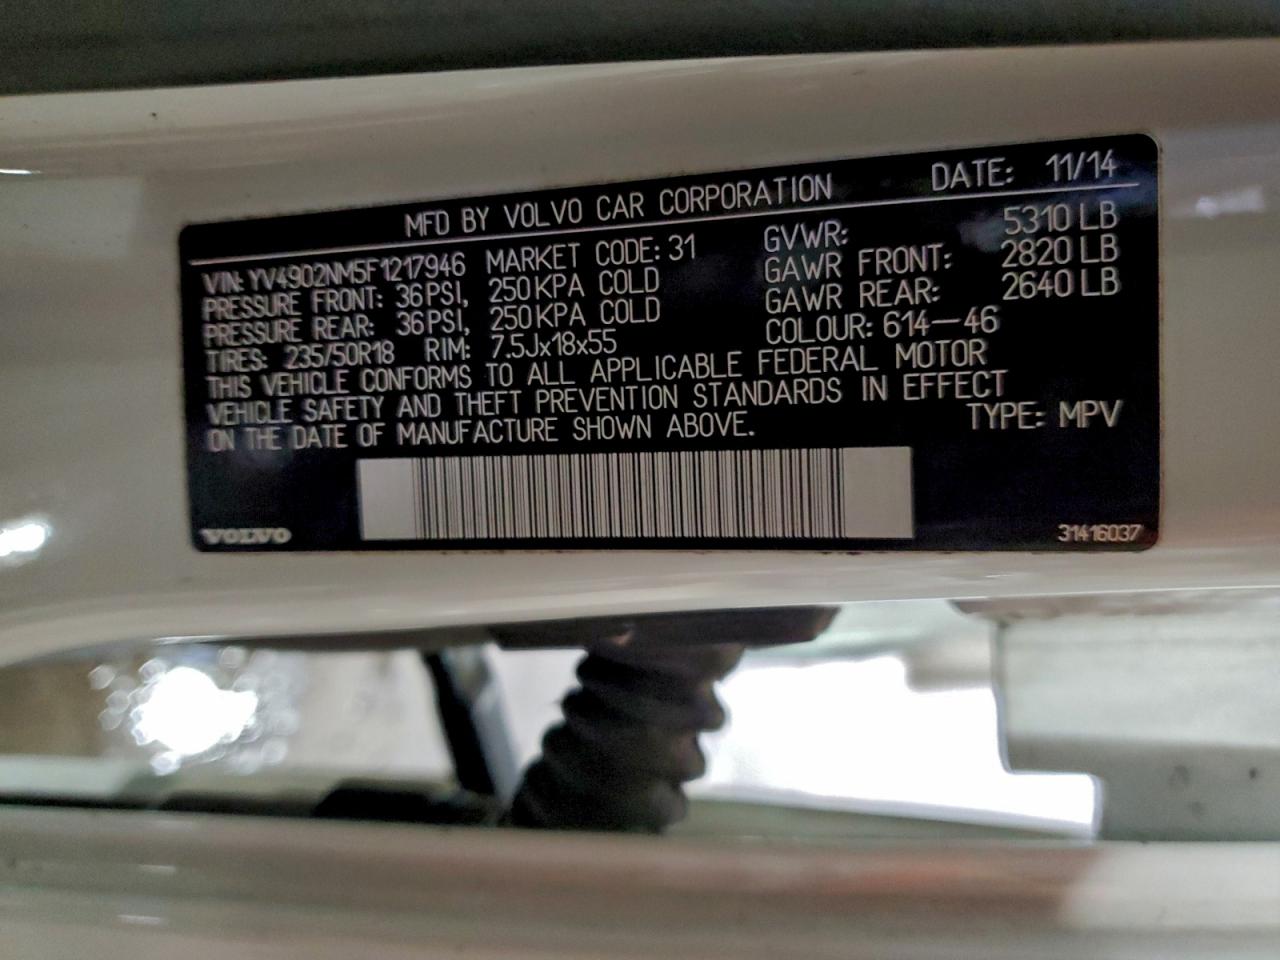 MFD BY VOLVO CAR CORPORATION DATE: 11/14
VIN: YV4902NM5F1217946 MARKET CODE: 31 GVWR: 5310 LB
PRESSURE FRONT: 36PSI, 250KPA COLD GAWR FRONT: 2820 LB
PRESSURE REAR: 36PSI, 250KPA COLD GAWR REAR: 2640 LB
TIRES: 235/50R18 RIM: 7.5Jx18x55 COLOUR: 614-46
THIS VEHICLE CONFORMS TO ALL APPLICABLE FEDERAL MOTOR
VEHICLE SAFETY AND THEFT PREVENTION STANDARDS IN EFFECT
ON THE DATE OF MANUFACTURE SHOWN ABOVE. TYPE: MPV
VOLVO 31416037